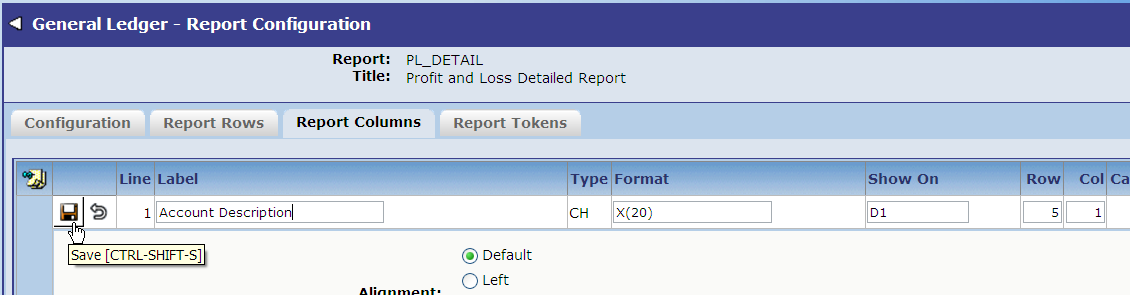 General Ledger - Report Configuration
Report: PL_DETAIL
Title: Profit and Loss Detailed Report
Configuration Report Rows Report Columns Report Tokens
Line Label Type Format Show On Row Col Ca
1 Account Description CH X(20) D1 5 1
Save [CTRL-SHIFT-S]
Default
Left
Alignment: